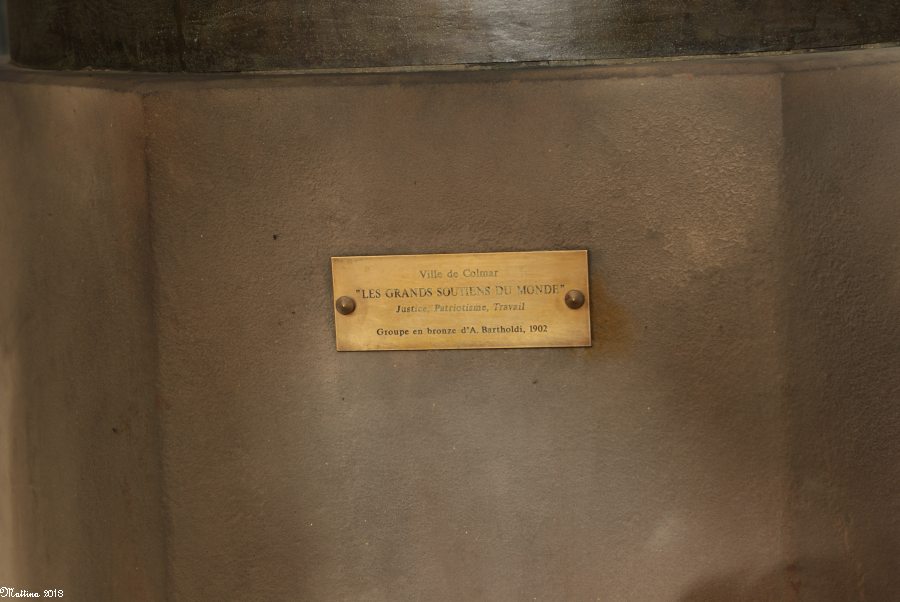 Ville de Colmar
"LES GRANDS SOUTIENS DU MONDE"
Justice, Patriotisme, Travail
Groupe en bronze d'A. Bartholdi, 1902
Mattina 2018